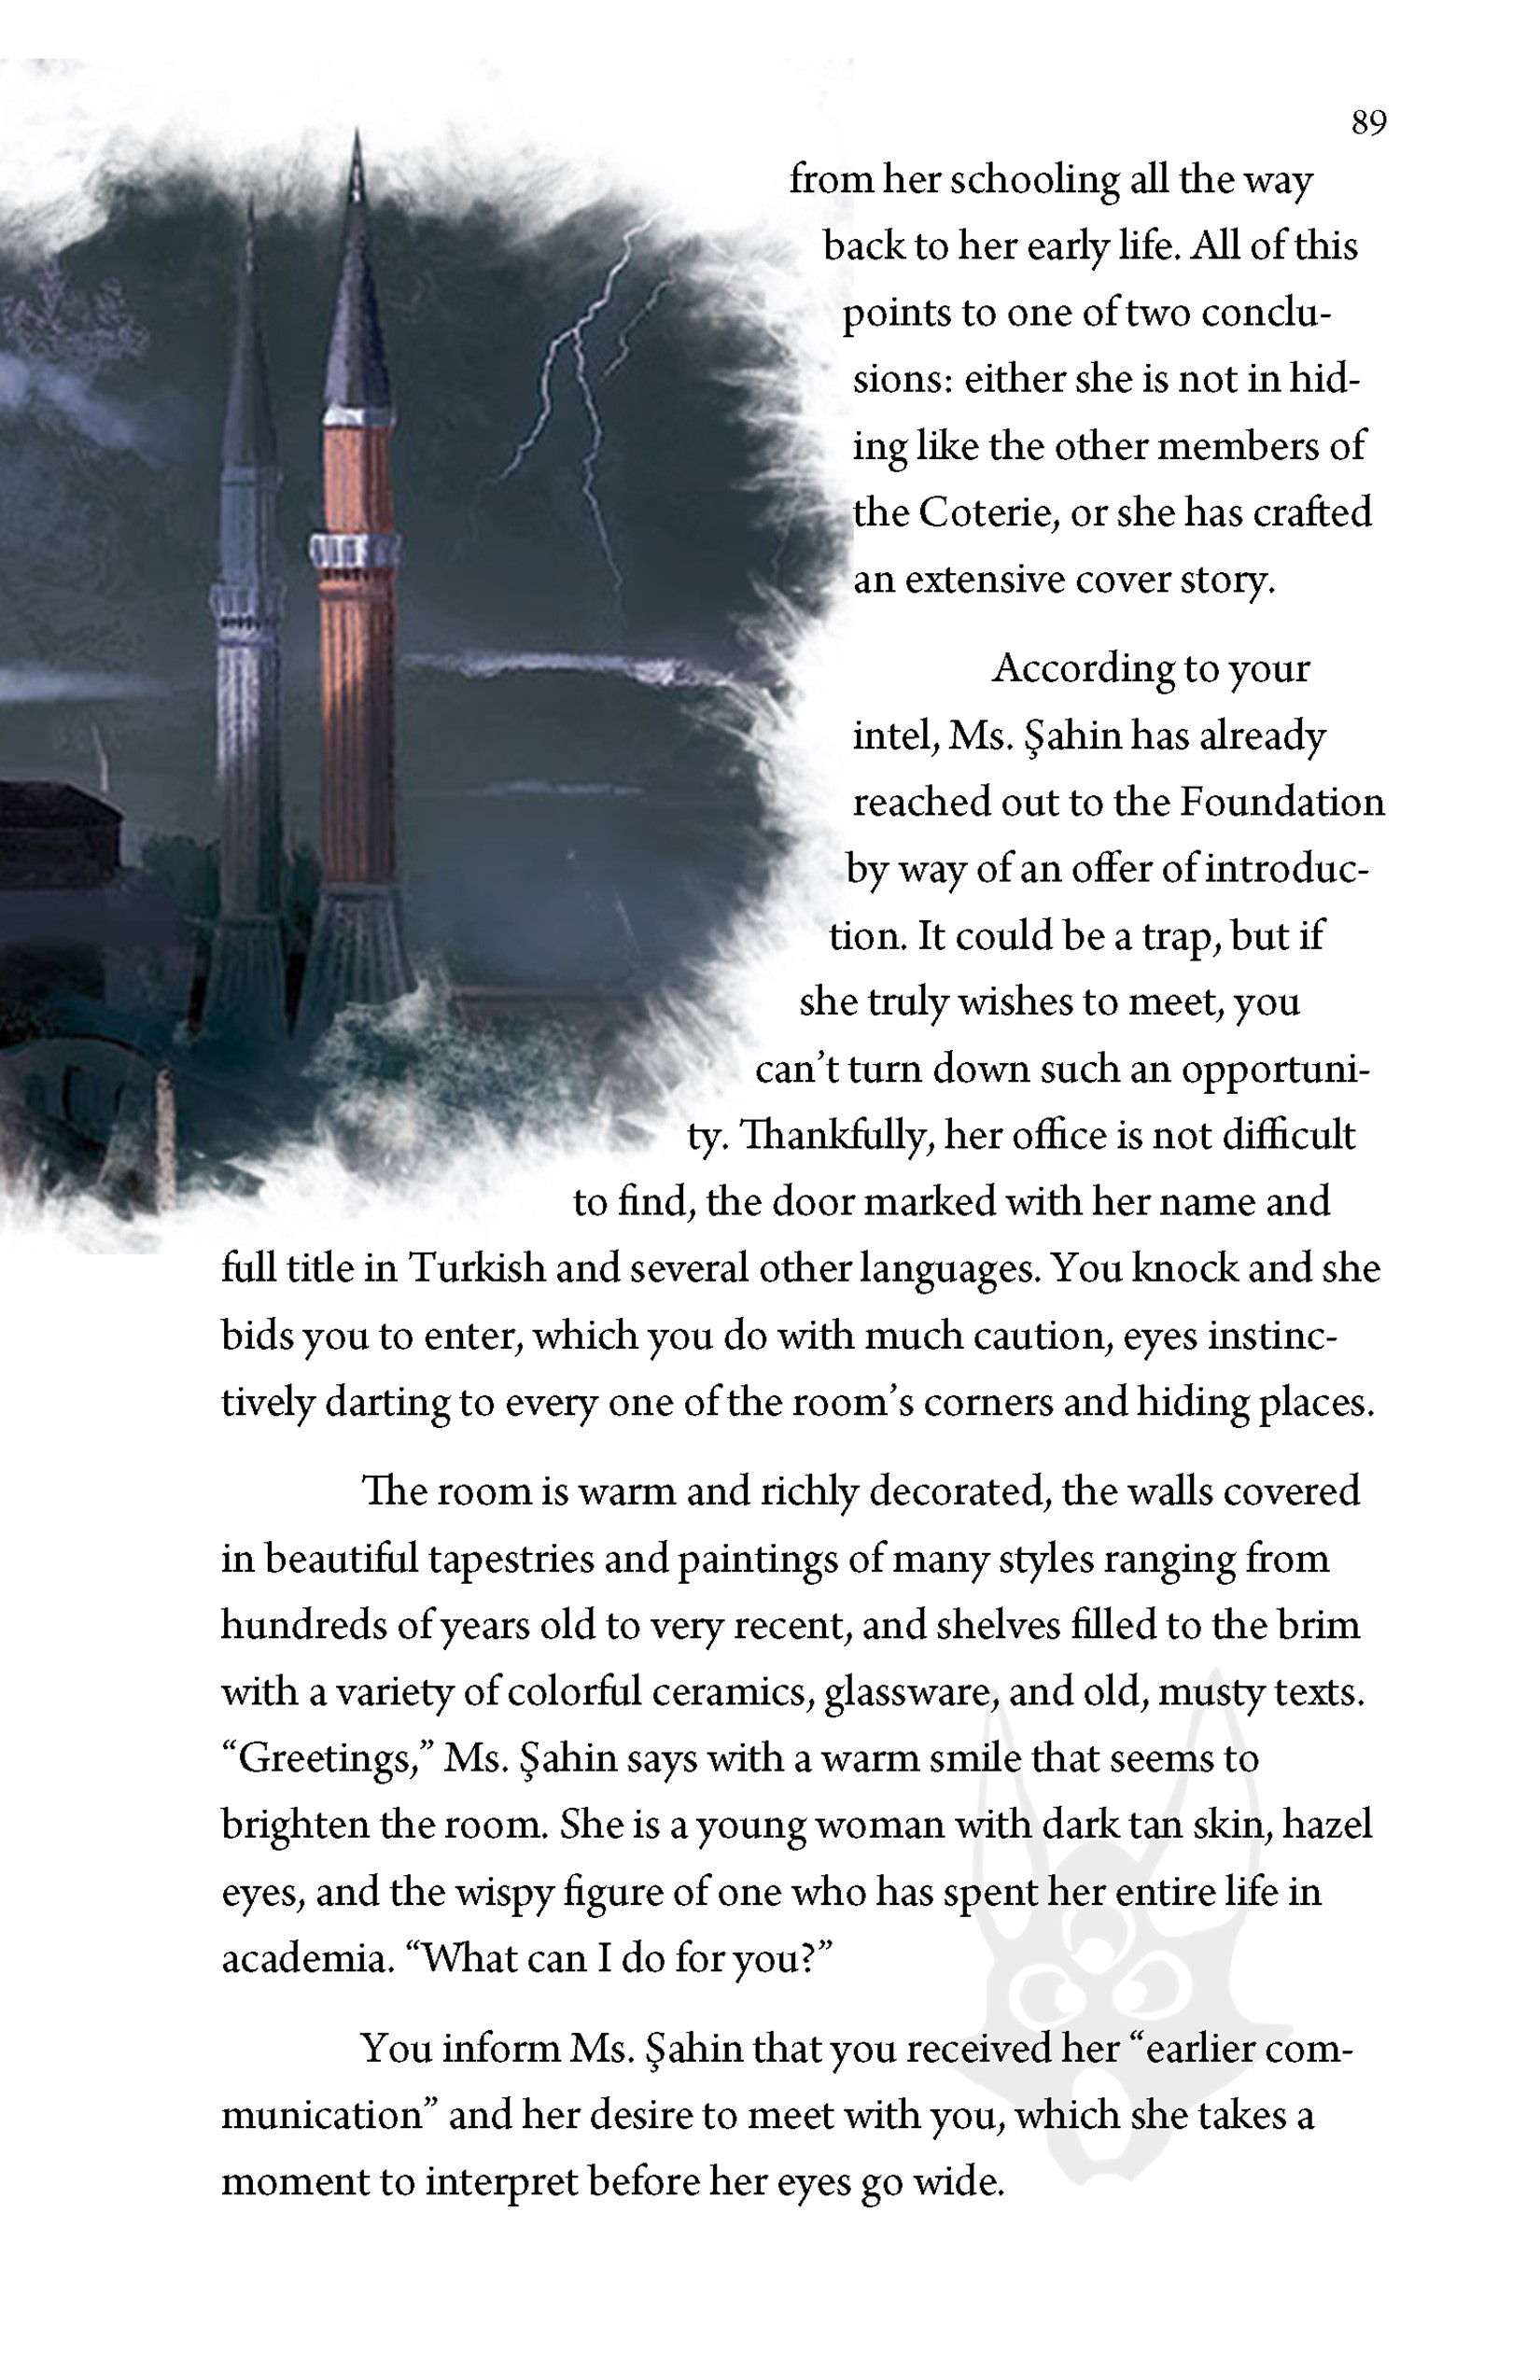 89
from her schooling all the way
back to her early life. All of this
points to one of two conclu-
sions: either she is not in hid-
ing like the other members of
the Coterie, or she has crafted
an extensive cover story.
According to your
intel, Ms. Şahin has already
reached out to the Foundation
by way of an offer of introduc-
tion. It could be a trap, but if
she truly wishes to meet, you
can’t turn down such an opportuni-
ty. Thankfully, her office is not difficult
to find, the door marked with her name and
full title in Turkish and several other languages. You knock and she
bids you to enter, which you do with much caution, eyes instinc-
tively darting to every one of the room’s corners and hiding places.
The room is warm and richly decorated, the walls covered
in beautiful tapestries and paintings of many styles ranging from
hundreds of years old to very recent, and shelves filled to the brim
with a variety of colorful ceramics, glassware, and old, musty texts.
“Greetings,” Ms. Şahin says with a warm smile that seems to
brighten the room. She is a young woman with dark tan skin, hazel
eyes, and the wispy figure of one who has spent her entire life in
academia. “What can I do for you?”
You inform Ms. Şahin that you received her “earlier com-
munication” and her desire to meet with you, which she takes a
moment to interpret before her eyes go wide.